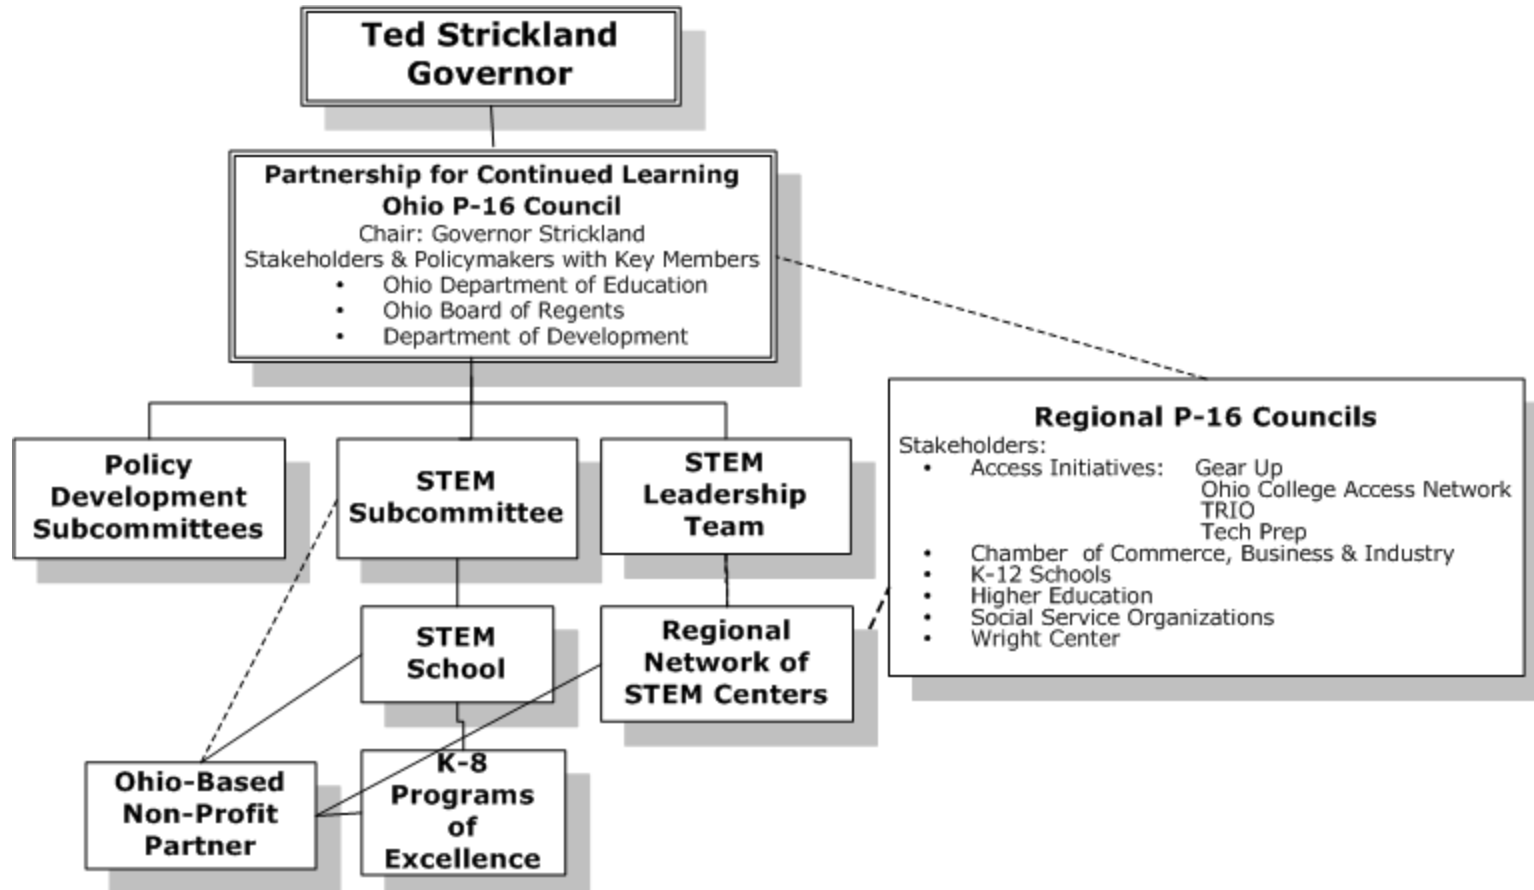 Ted Strickland
Governor
Partnership for Continued Learning
Ohio P-16 Council
Chair: Governor Strickland
Stakeholders & Policymakers with Key Members
• Ohio Department of Education
• Ohio Board of Regents
• Department of Development
Policy
Development
Subcommittees
STEM
Subcommittee
STEM
Leadership
Team
Regional P-16 Councils
Stakeholders:
• Access Initiatives: Gear Up
Ohio College Access Network
TRIO
Tech Prep
• Chamber of Commerce, Business & Industry
• K-12 Schools
• Higher Education
• Social Service Organizations
• Wright Center
STEM
School
Regional
Network of
STEM Centers
Ohio-Based
Non-Profit
Partner
K-8
Programs
of
Excellence